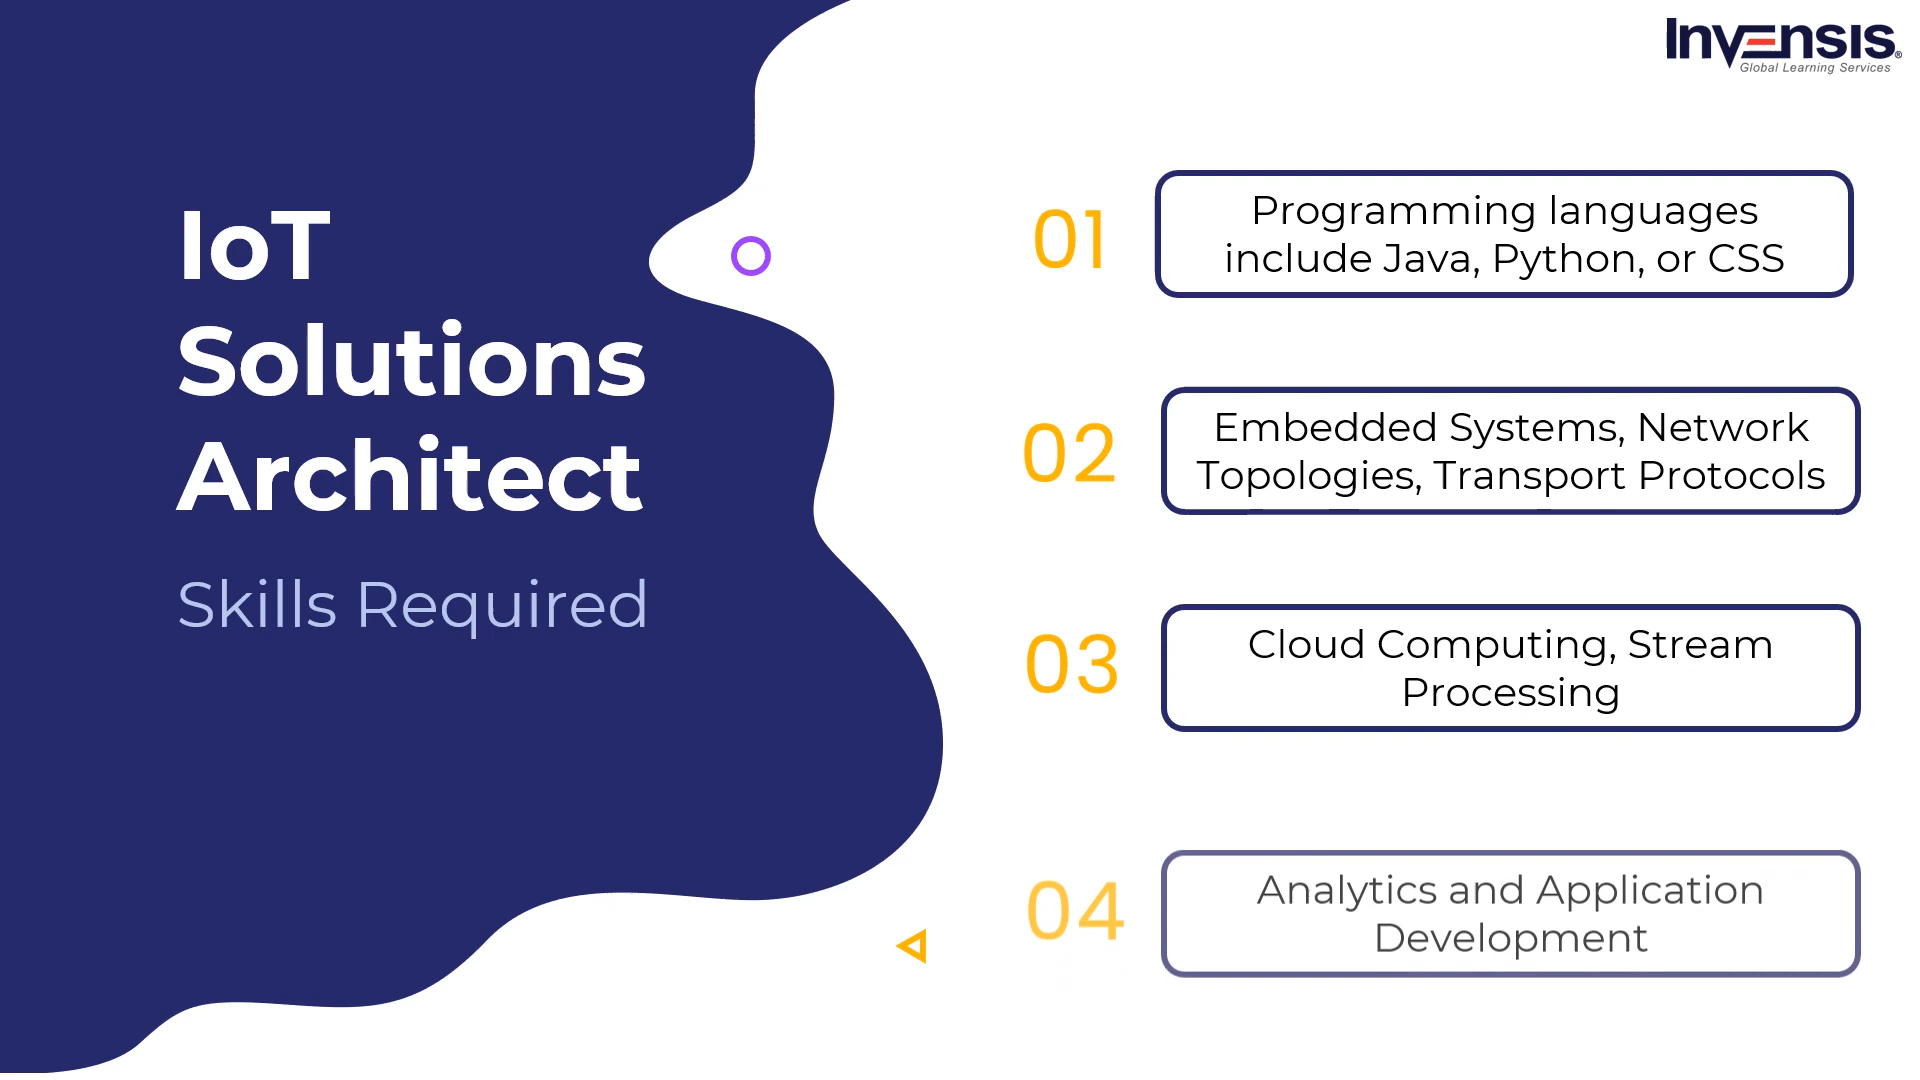 Invensis®
Global Learning Services
IoT
Solutions
Architect
Skills Required
01
Programming languages
include Java, Python, or CSS
02
Embedded Systems, Network
Topologies, Transport Protocols
03
Cloud Computing, Stream
Processing
04
Analytics and Application
Development